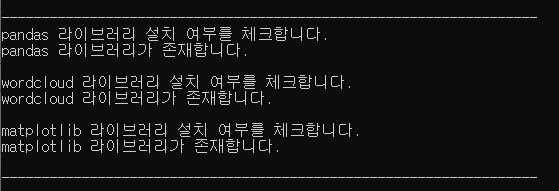 --------------------------------------------------------------------
pandas 라이브러리 설치 여부를 체크합니다.
pandas 라이브러리가 존재합니다.
wordcloud 라이브러리 설치 여부를 체크합니다.
wordcloud 라이브러리가 존재합니다.
matplotlib 라이브러리 설치 여부를 체크합니다.
matplotlib 라이브러리가 존재합니다.
--------------------------------------------------------------------